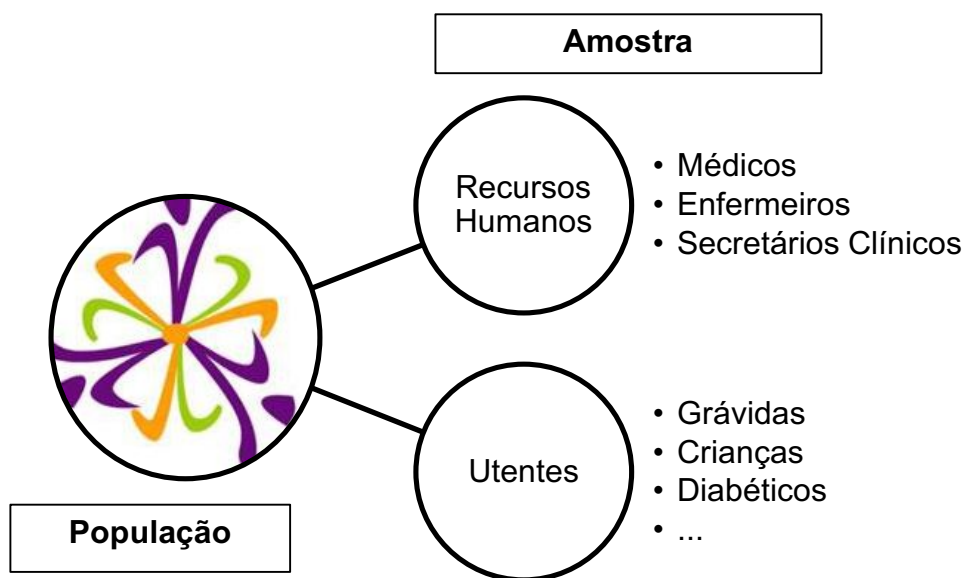 Amostra
Recursos
Humanos
• Médicos
• Enfermeiros
• Secretários Clínicos
Utentes
• Grávidas
• Crianças
• Diabéticos
• ...
População